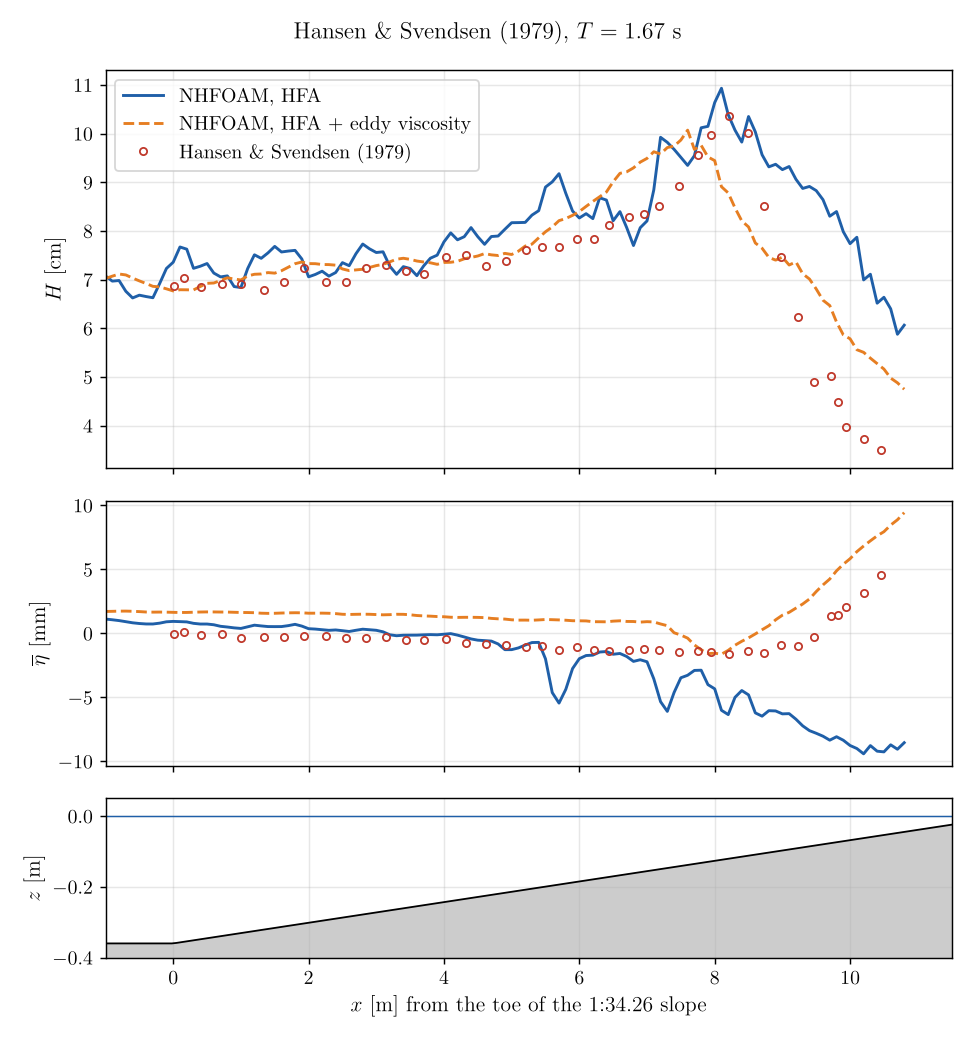 Hansen & Svendsen (1979), T = 1.67 s
NHFOAM, HFA
NHFOAM, HFA + eddy viscosity
Hansen & Svendsen (1979)
H [cm]
11
10
9
8
7
6
5
4
η̅ [mm]
10
5
0
−5
−10
z [m]
0.0
−0.2
−0.4
0 2 4 6 8 10
x [m] from the toe of the 1:34.26 slope